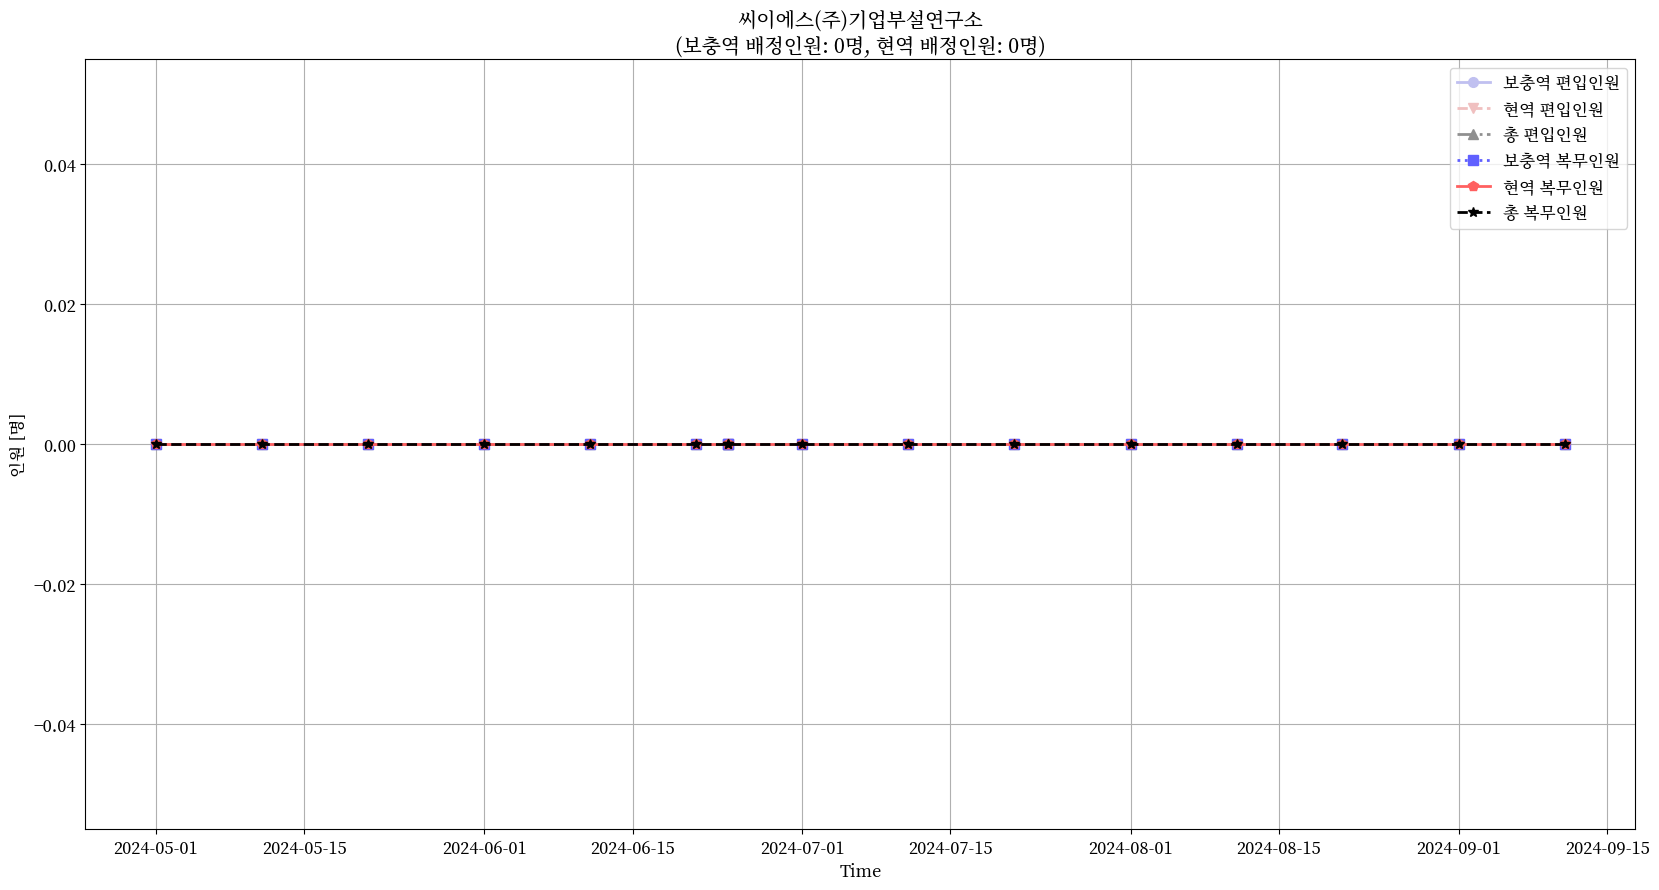 씨이에스(주)기업부설연구소
(보충역 배정인원: 0명, 현역 배정인원: 0명)
보충역 편입인원
현역 편입인원
총 편입인원
보충역 복무인원
현역 복무인원
총 복무인원
0.04
0.02
0.00
−0.02
−0.04
인원 [명]
2024-05-01 2024-05-15 2024-06-01 2024-06-15 2024-07-01 2024-07-15 2024-08-01 2024-08-15 2024-09-01 2024-09-15
Time